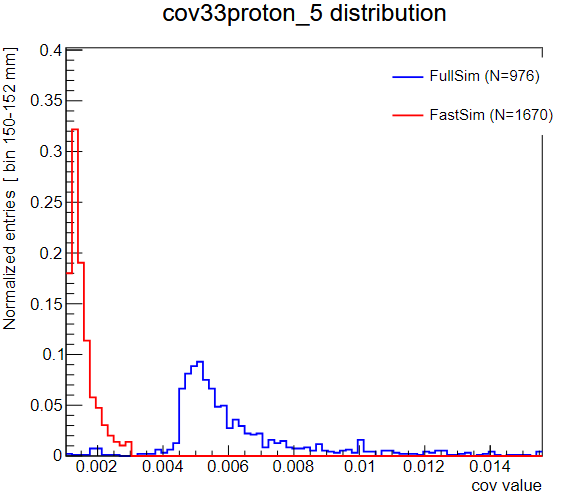 cov33proton_5 distribution
Normalized entries [ bin 150-152 mm]
0.4
0.35
0.3
0.25
0.2
0.15
0.1
0.05
0
FullSim (N=976)
FastSim (N=1670)
0.002 0.004 0.006 0.008 0.01 0.012 0.014
cov value